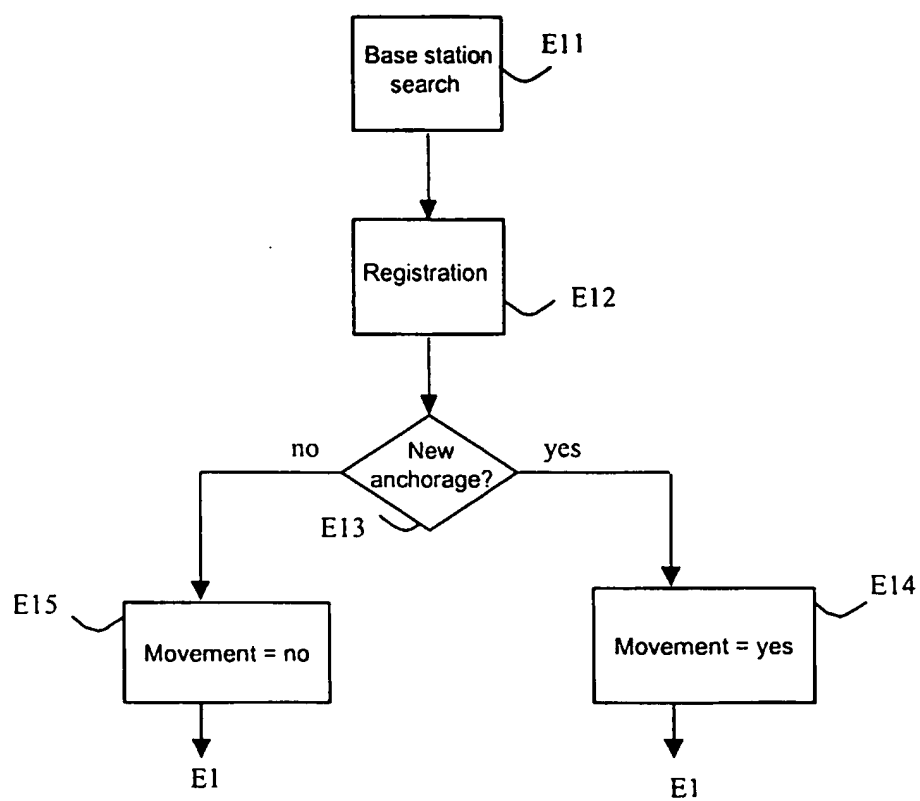 Base station
search
E11
Registration
E12
New
anchorage?
no
yes
E13
E15
Movement = no
E14
Movement = yes
E1
E1